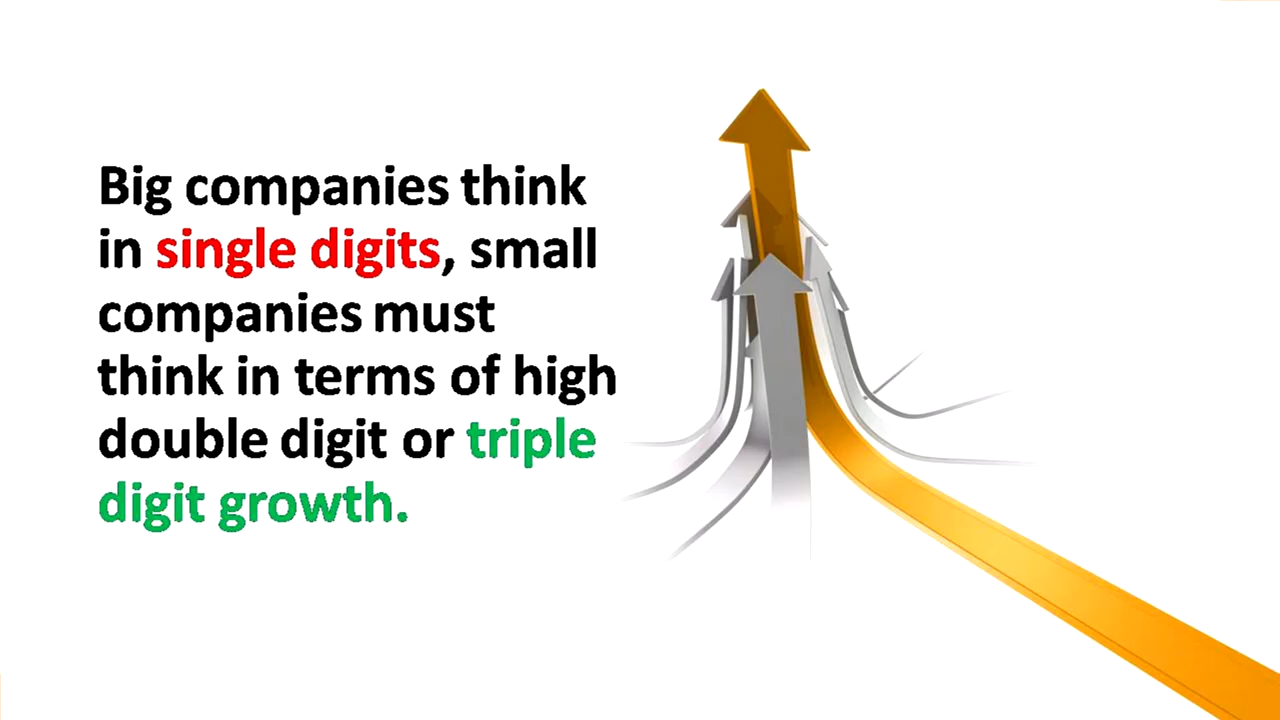 Big companies think
in single digits, small
companies must
think in terms of high
double digit or triple
digit growth.